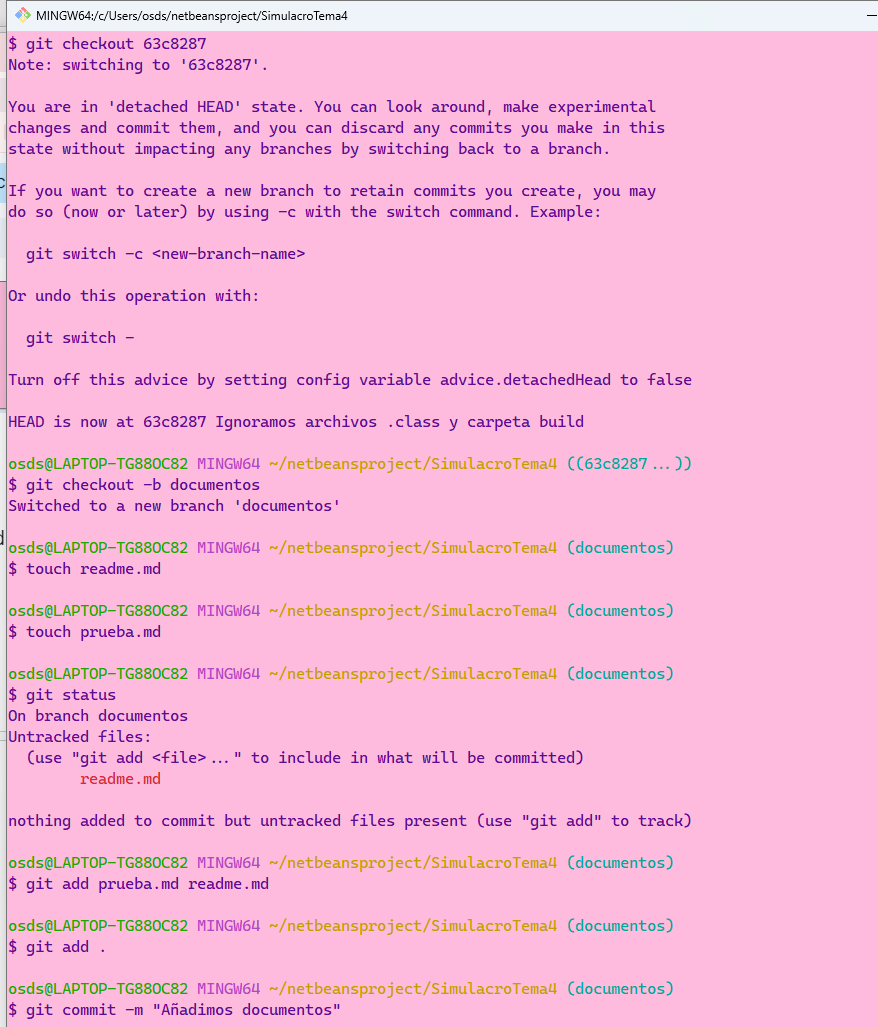 MINGW64:/c/Users/osds/netbeansproject/SimulacroTema4
$ git checkout 63c8287
Note: switching to '63c8287'.
You are in 'detached HEAD' state. You can look around, make experimental
changes and commit them, and you can discard any commits you make in this
state without impacting any branches by switching back to a branch.
If you want to create a new branch to retain commits you create, you may
do so (now or later) by using -c with the switch command. Example:
git switch -c <new-branch-name>
Or undo this operation with:
git switch -
Turn off this advice by setting config variable advice.detachedHead to false
HEAD is now at 63c8287 Ignoramos archivos .class y carpeta build
osds@LAPTOP-TG88OC82 MINGW64 ~/netbeansproject/SimulacroTema4 ((63c8287...))
$ git checkout -b documentos
Switched to a new branch 'documentos'
osds@LAPTOP-TG88OC82 MINGW64 ~/netbeansproject/SimulacroTema4 (documentos)
$ touch readme.md
osds@LAPTOP-TG88OC82 MINGW64 ~/netbeansproject/SimulacroTema4 (documentos)
$ touch prueba.md
osds@LAPTOP-TG88OC82 MINGW64 ~/netbeansproject/SimulacroTema4 (documentos)
$ git status
On branch documentos
Untracked files:
(use "git add <file>..." to include in what will be committed)
readme.md
nothing added to commit but untracked files present (use "git add" to track)
osds@LAPTOP-TG88OC82 MINGW64 ~/netbeansproject/SimulacroTema4 (documentos)
$ git add prueba.md readme.md
osds@LAPTOP-TG88OC82 MINGW64 ~/netbeansproject/SimulacroTema4 (documentos)
$ git add .
osds@LAPTOP-TG88OC82 MINGW64 ~/netbeansproject/SimulacroTema4 (documentos)
$ git commit -m "Añadimos documentos"